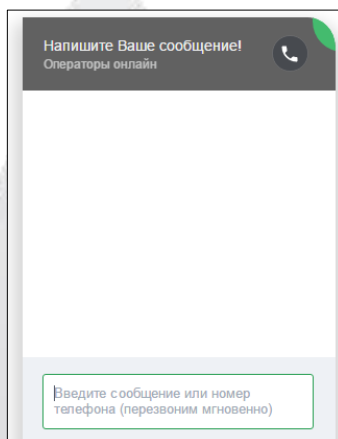 Напишите Ваше сообщение!
Операторы онлайн
Введите сообщение или номер
телефона (перезвоним мгновенно)